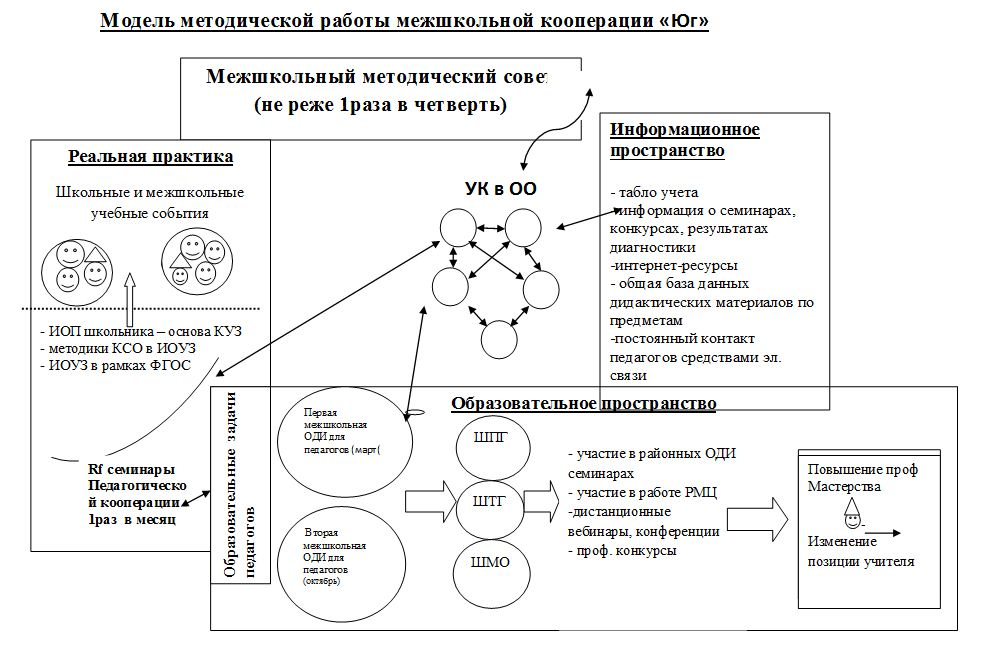 Модель методической работы межшкольной кооперации «Юг»
Межшкольный методический совет
(не реже 1раза в четверть)
Реальная практика
Школьные и межшкольные
учебные события
- ИОП школьника – основа КУЗ
- методики КСО в ИОУЗ
- ИОУЗ в рамках ФГОС
Rf семинары
Педагогическо
й кооперации
1раз в месяц
УК в ОО
Информационное
пространство
- табло учета
-информация о семинарах,
конкурсах, результатах
диагностики
-интернет-ресурсы
- общая база данных
дидактических материалов по
предметам
-постоянный контакт
педагогов средствами эл.
связи
Образовательные задачи
педагогов
Образовательное пространство
Первая
межшкольная
ОДИ для
педагогов (март(
Вторая
межшкольная
ОДИ для
педагогов
(октябрь)
ШПГ
ШТГ
ШМО
- участие в районных ОДИ
семинарах
- участие в работе РМЦ
-дистанционные
вебинары, конференции
- проф. конкурсы
Повышение проф
Мастерства
-
Изменение
позиции учителя